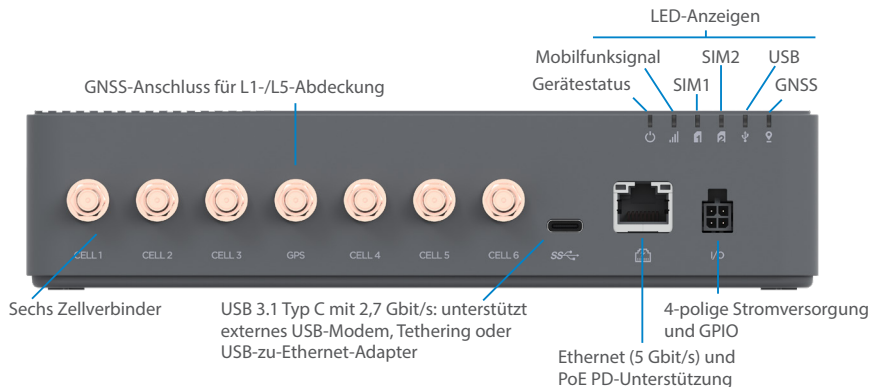 LED-Anzeigen
Mobilfunksignal
SIM2
USB
GNSS-Anschluss für L1-/L5-Abdeckung
Gerätestatus
SIM1
GNSS
1
2
CELL 1
CELL 2
CELL 3
GPS
CELL 4
CELL 5
CELL 6
SS
I/O
Sechs Zellverbinder
USB 3.1 Typ C mit 2,7 Gbit/s: unterstützt
externes USB-Modem, Tethering oder
USB-zu-Ethernet-Adapter
4-polige Stromversorgung
und GPIO
Ethernet (5 Gbit/s) und
PoE PD-Unterstützung